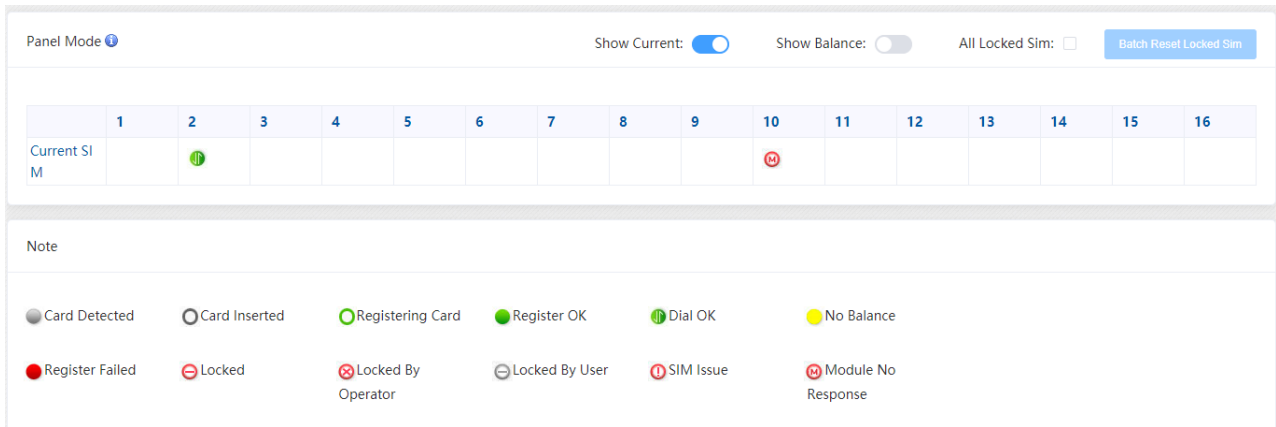 Panel Mode
Show Current:
Show Balance:
All Locked Sim:
Batch Reset Locked Sim
1 2 3 4 5 6 7 8 9 10 11 12 13 14 15 16
Current SI
M
M
Note
Card Detected
Card Inserted
Registering Card
Register OK
Dial OK
No Balance
Register Failed
Locked
Locked By
Operator
Locked By User
SIM Issue
M Module No
Response